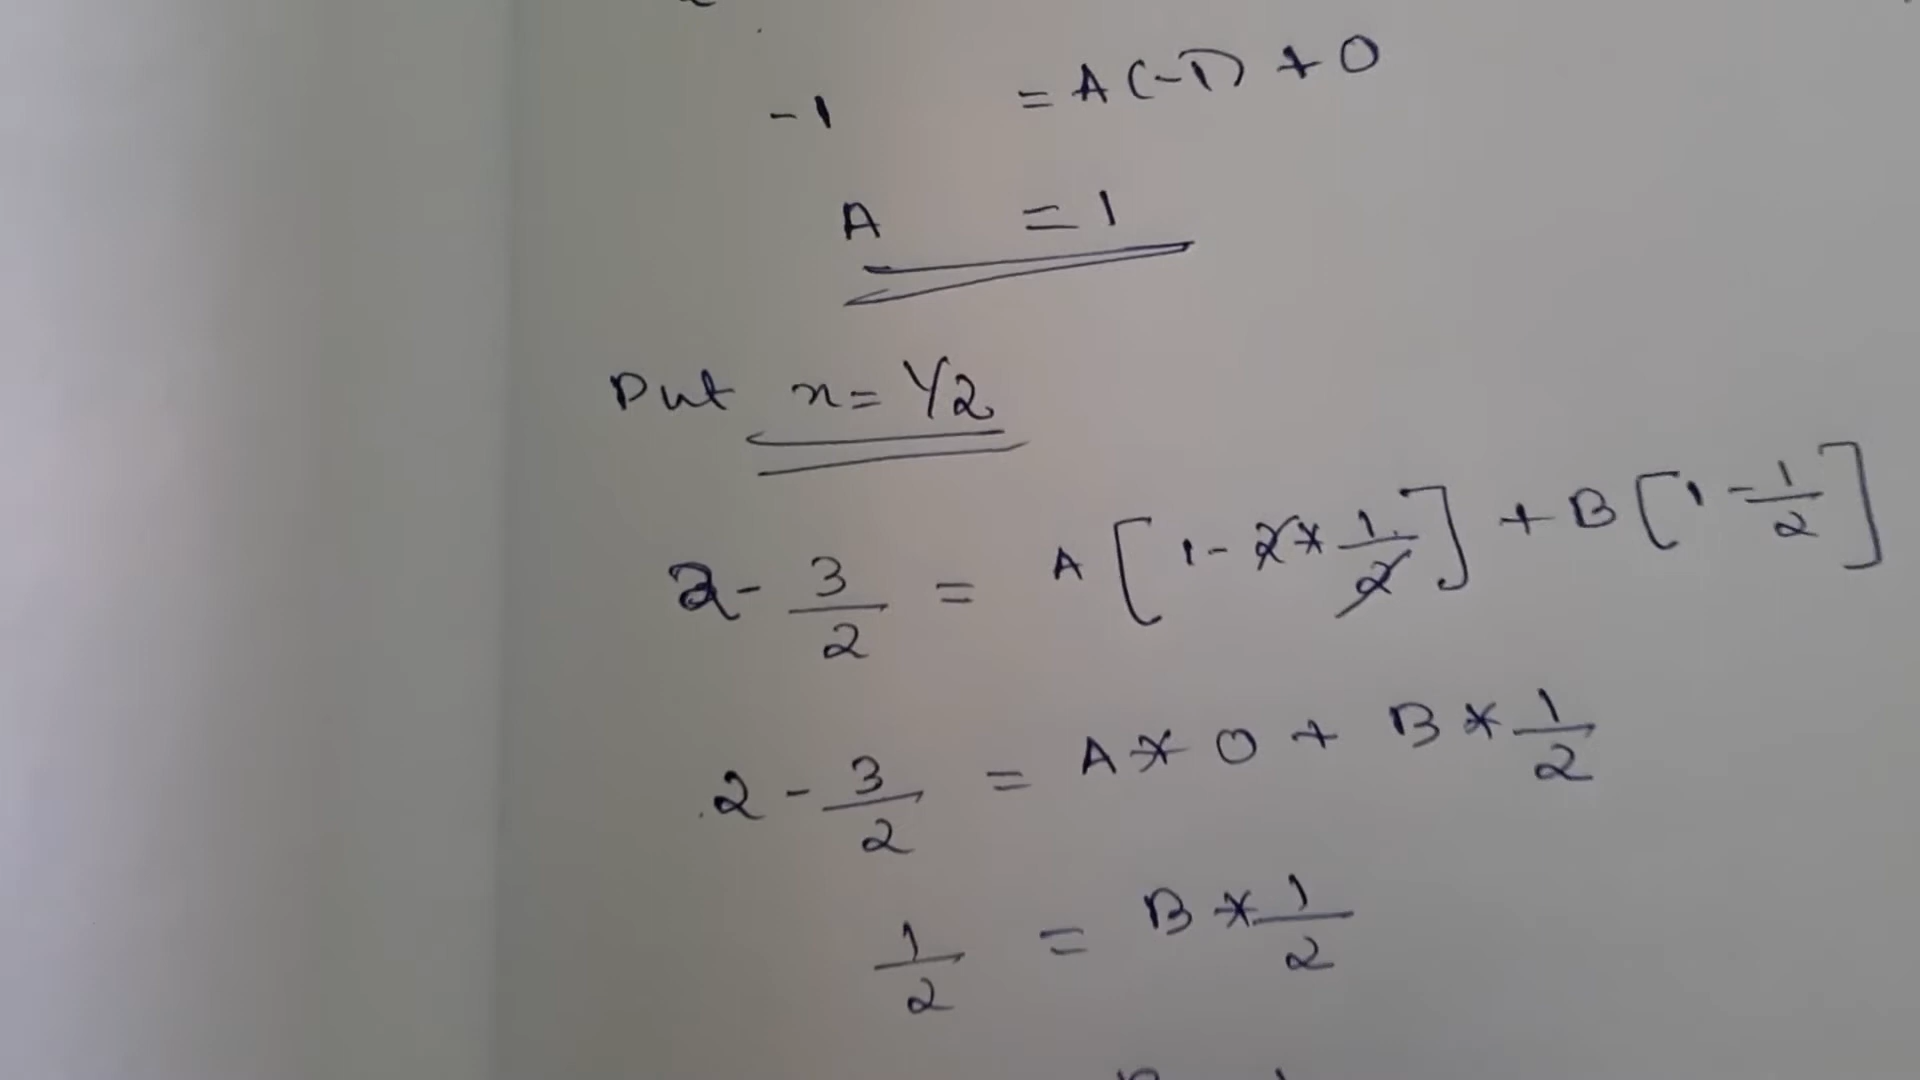 -1 = A(-1) + 0
A = 1
Put x = 1/2
2 - 3/2 = A[1 - 2*1/2] + B[1 - 1/2]
2 - 3/2 = A * 0 + B * 1/2
1/2 = B * 1/2